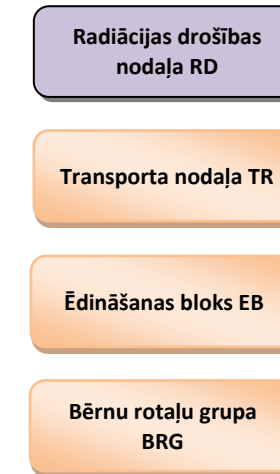 Radiācijas drošības
nodaļa RD
Transporta nodaļa TR
Ēdināšanas bloks EB
Bērnu rotaļu grupa
BRG